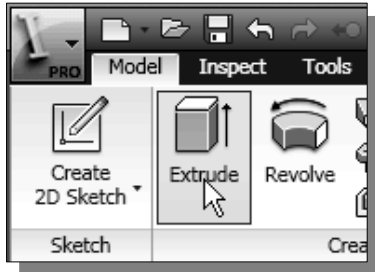 PRO Model Inspect Tools
Create Extrude Revolve
2D Sketch
Sketch Crea